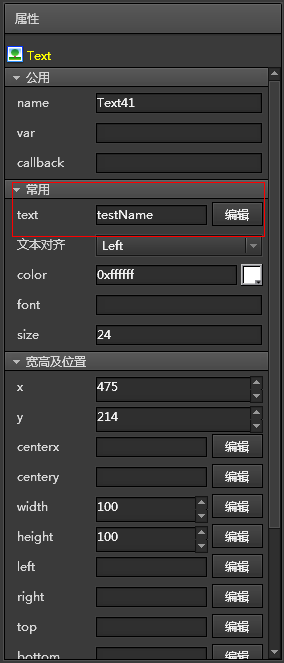 属性
Text
公用
name Text41
var
callback
常用
text testName 编辑
文本对齐 Left
color 0xffffff
font
size 24
宽高及位置
x 475
y 214
centerx 编辑
centery 编辑
width 100 编辑
height 100 编辑
left 编辑
right 编辑
top 编辑
bottom 编辑